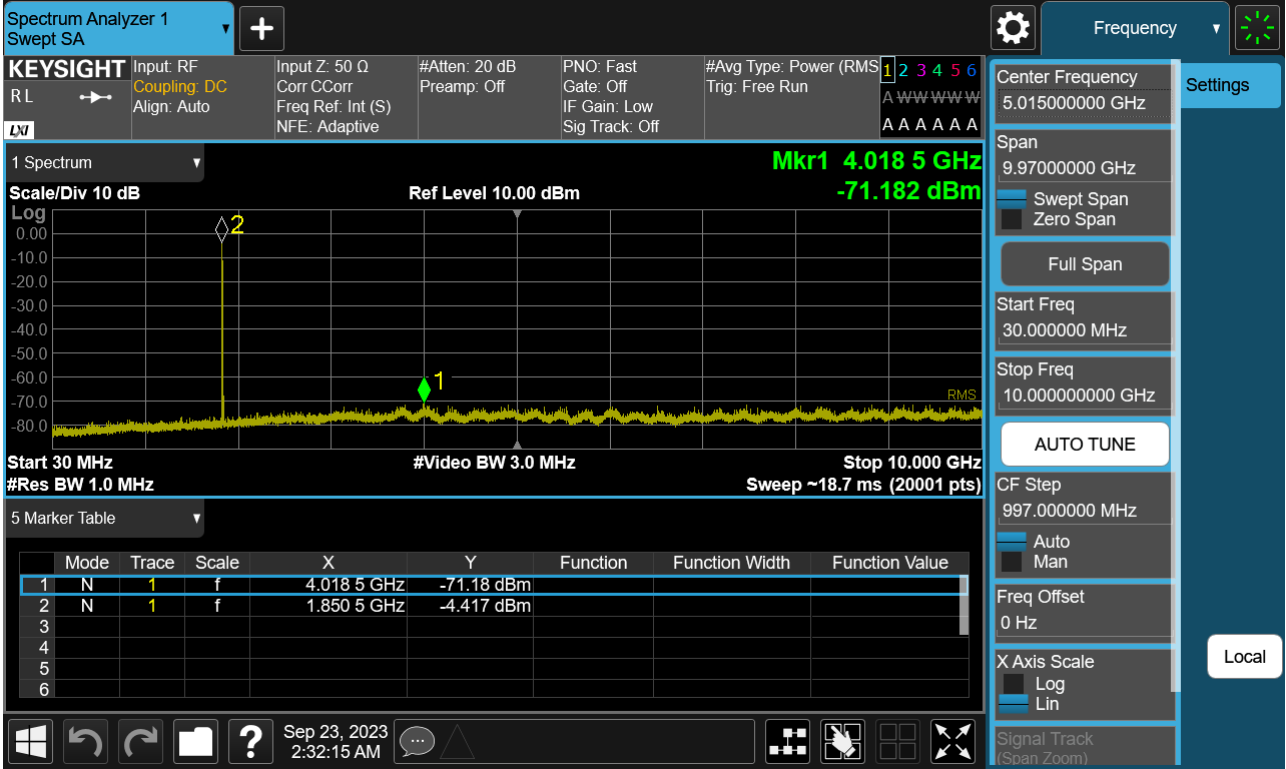 Spectrum Analyzer 1
Swept SA
Frequency
KEYSIGHT
R L
LXI
Input: RF
Coupling: DC
Align: Auto
Input Z: 50 Ω
Corr CCorr
Freq Ref: Int (S)
NFE: Adaptive
#Atten: 20 dB
Preamp: Off
PNO: Fast
Gate: Off
IF Gain: Low
Sig Track: Off
#Avg Type: Power (RMS
Trig: Free Run
1 2 3 4 5 6
A W W W W W
A A A A A A
1 Spectrum
Mkr1 4.018 5 GHz
-71.182 dBm
Scale/Div 10 dB
Ref Level 10.00 dBm
Log
0.00
-10.0
-20.0
-30.0
-40.0
-50.0
-60.0
-70.0
-80.0
2
1
RMS
Start 30 MHz
#Video BW 3.0 MHz
Stop 10.000 GHz
#Res BW 1.0 MHz
Sweep ~18.7 ms (20001 pts)
5 Marker Table
Mode Trace Scale X Y Function Function Width Function Value
1 N 1 f 4.018 5 GHz -71.18 dBm
2 N 1 f 1.850 5 GHz -4.417 dBm
3
4
5
6
Sep 23, 2023
2:32:15 AM
Center Frequency
5.015000000 GHz
Settings
Span
9.97000000 GHz
Swept Span
Zero Span
Full Span
Start Freq
30.000000 MHz
Stop Freq
10.000000000 GHz
AUTO TUNE
CF Step
997.000000 MHz
Auto
Man
Freq Offset
0 Hz
X Axis Scale
Log
Lin
Signal Track
(Span Zoom)
Local